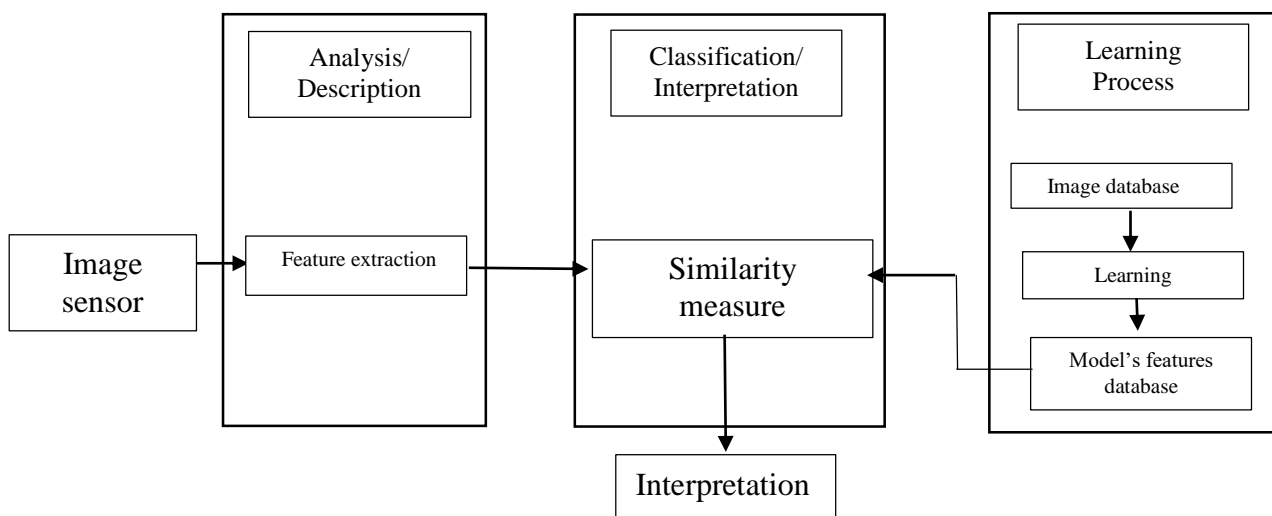 Analysis/
Description
Classification/
Interpretation
Learning
Process
Image database
Image
sensor
Feature extraction
Similarity
measure
Learning
Model’s features
database
Interpretation